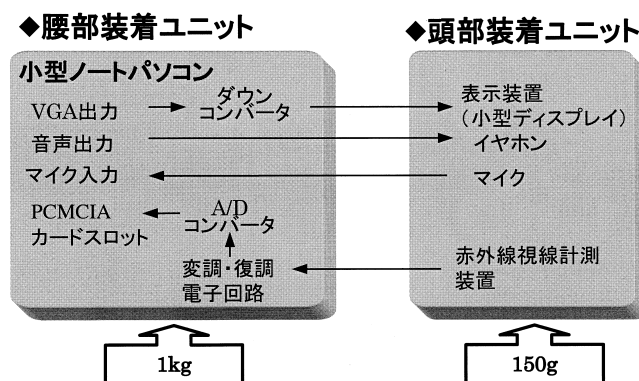 ◆腰部装着ユニット
小型ノートパソコン
VGA出力
ダウン
コンバータ
音声出力
マイク入力
PCMCIA
カードスロット
A/D
コンバータ
変調・復調
電子回路
1kg
◆頭部装着ユニット
表示装置
(小型ディスプレイ)
イヤホン
マイク
赤外線視線計測
装置
150g